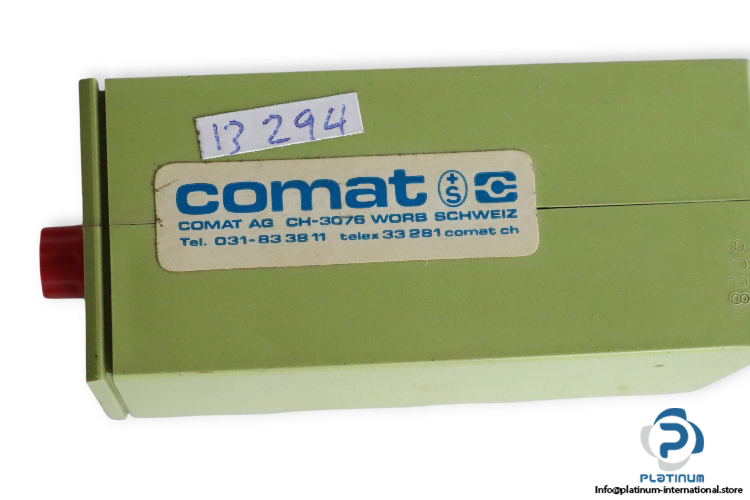 13 294
comat +S C
COMAT AG CH-3076 WORB SCHWEIZ
Tel. 031-83 38 11 telex 33 281 comat ch
P
PLATINUM
Info@platinum-international.store